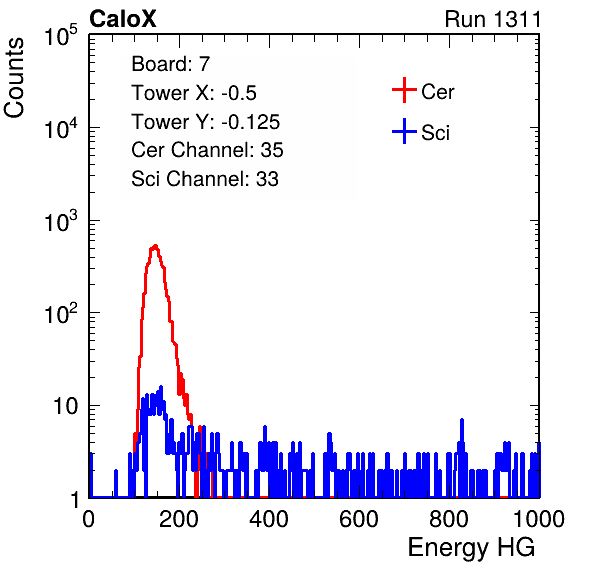 CaloX Run 1311
Counts
10^5
10^4
10^3
10^2
10
1
Board: 7
Tower X: -0.5
Tower Y: -0.125
Cer Channel: 35
Sci Channel: 33
Cer
Sci
0 200 400 600 800 1000
Energy HG